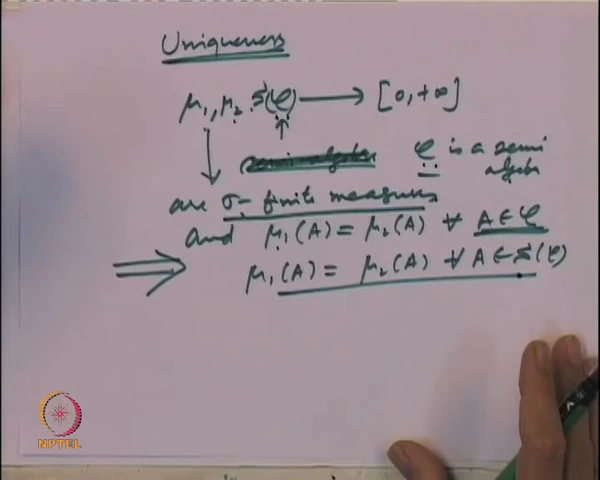 Uniqueness
μ₁, μ₂ S(𝒞) → [0, +∞]
↑
𝒞 is a semi
algebra
are σ- finite measures
and μ₁(A) = μ₂(A) ∀ A ∈ 𝒞
⟹ μ₁(A) = μ₂(A) ∀ A ∈ S(𝒞)
NPTEL